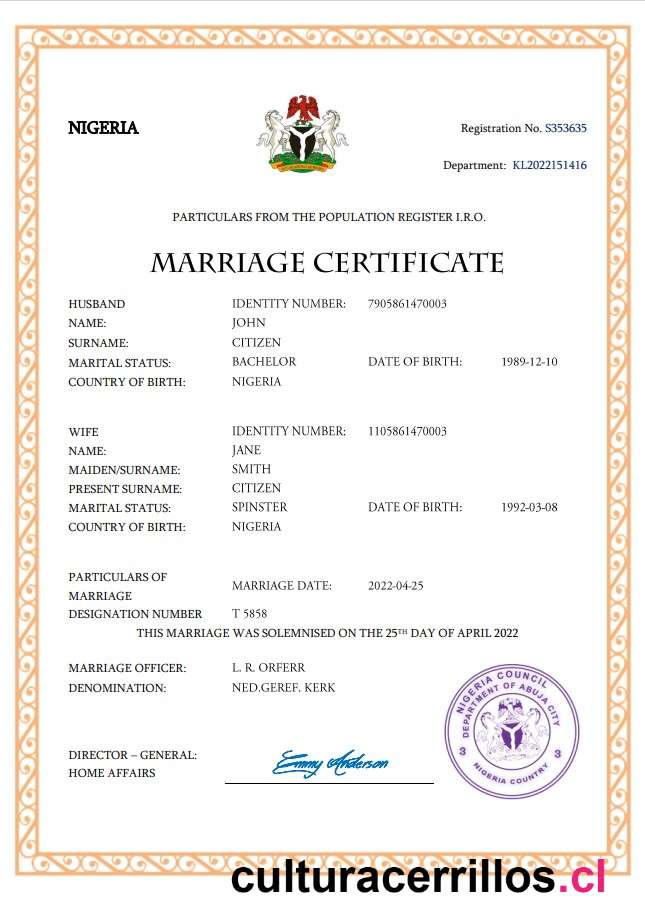 NIGERIA
Registration No. S353635
Department: KL2022151416
PARTICULARS FROM THE POPULATION REGISTER I.R.O.
MARRIAGE CERTIFICATE
HUSBAND IDENTITY NUMBER: 7905861470003
NAME: JOHN
SURNAME: CITIZEN
MARITAL STATUS: BACHELOR DATE OF BIRTH: 1989-12-10
COUNTRY OF BIRTH: NIGERIA
WIFE IDENTITY NUMBER: 1105861470003
NAME: JANE
MAIDEN/SURNAME: SMITH
PRESENT SURNAME: CITIZEN
MARITAL STATUS: SPINSTER DATE OF BIRTH: 1992-03-08
COUNTRY OF BIRTH: NIGERIA
PARTICULARS OF
MARRIAGE MARRIAGE DATE: 2022-04-25
DESIGNATION NUMBER T 5858
THIS MARRIAGE WAS SOLEMNISED ON THE 25TH DAY OF APRIL 2022
MARRIAGE OFFICER: L. R. ORFERR
DENOMINATION: NED.GEREF. KERK
NIGERIA COUNCIL
DEPARTMENT OF ABUJA CITY
3 3
NIGERIA COUNTRY
DIRECTOR – GENERAL:
HOME AFFAIRS
Emmy Anderson
culturacerrillos.cl